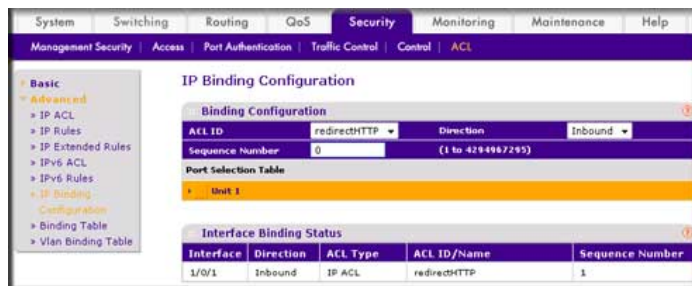 System Switching Routing QoS Security Monitoring Maintenance Help
Management Security | Access | Port Authentication | Traffic Control | Control | ACL
Basic
Advanced
» IP ACL
» IP Rules
» IP Extended Rules
» IPv6 ACL
» IPv6 Rules
» IP Binding
Configuration
» Binding Table
» Vlan Binding Table
IP Binding Configuration
Binding Configuration
ACL ID redirectHTTP Direction Inbound
Sequence Number 0 (1 to 4294967295)
Port Selection Table
Unit 1
Interface Binding Status
Interface Direction ACL Type ACL ID/Name Sequence Number
1/0/1 Inbound IP ACL redirectHTTP 1